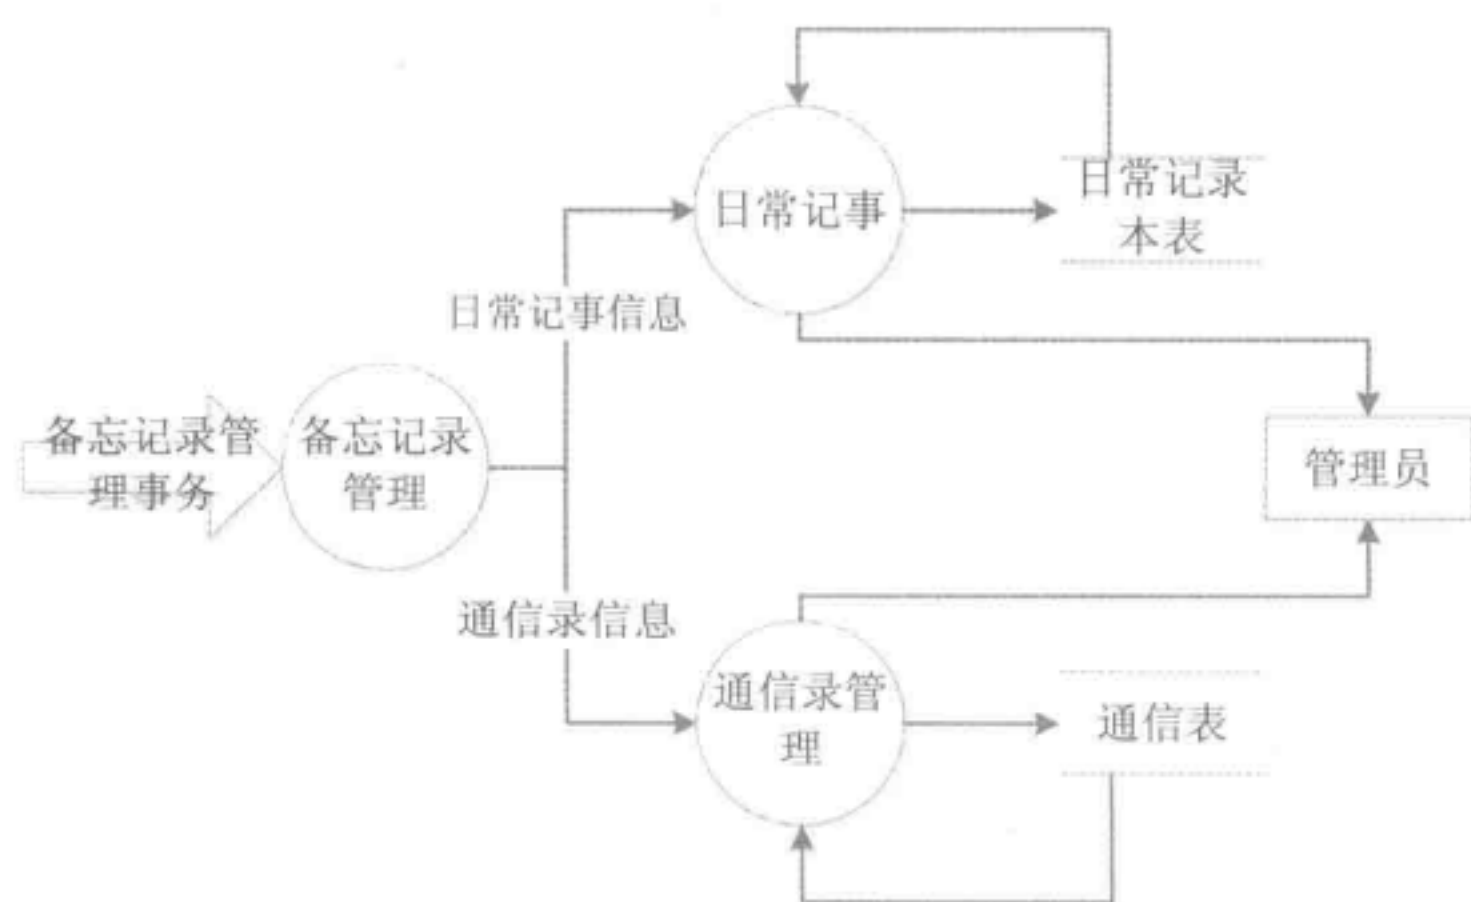 日常记事
日常记录
本表
日常记事信息
备忘记录管
理事务
备忘记录
管理
管理员
通信录信息
通信录管
理
通信表